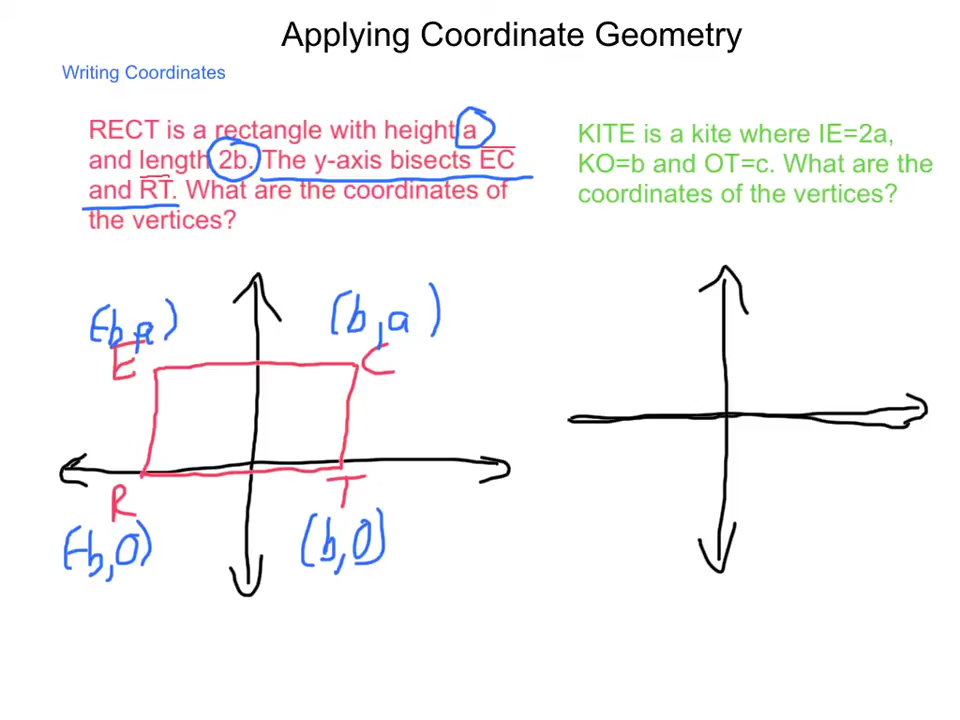 Applying Coordinate Geometry
Writing Coordinates
RECT is a rectangle with height a
and length 2b. The y-axis bisects EC
and RT. What are the coordinates of
the vertices?
KITE is a kite where IE=2a,
KO=b and OT=c. What are the
coordinates of the vertices?
(-b,a)
(b,a)
E
C
R
T
(-b,0)
(b,0)